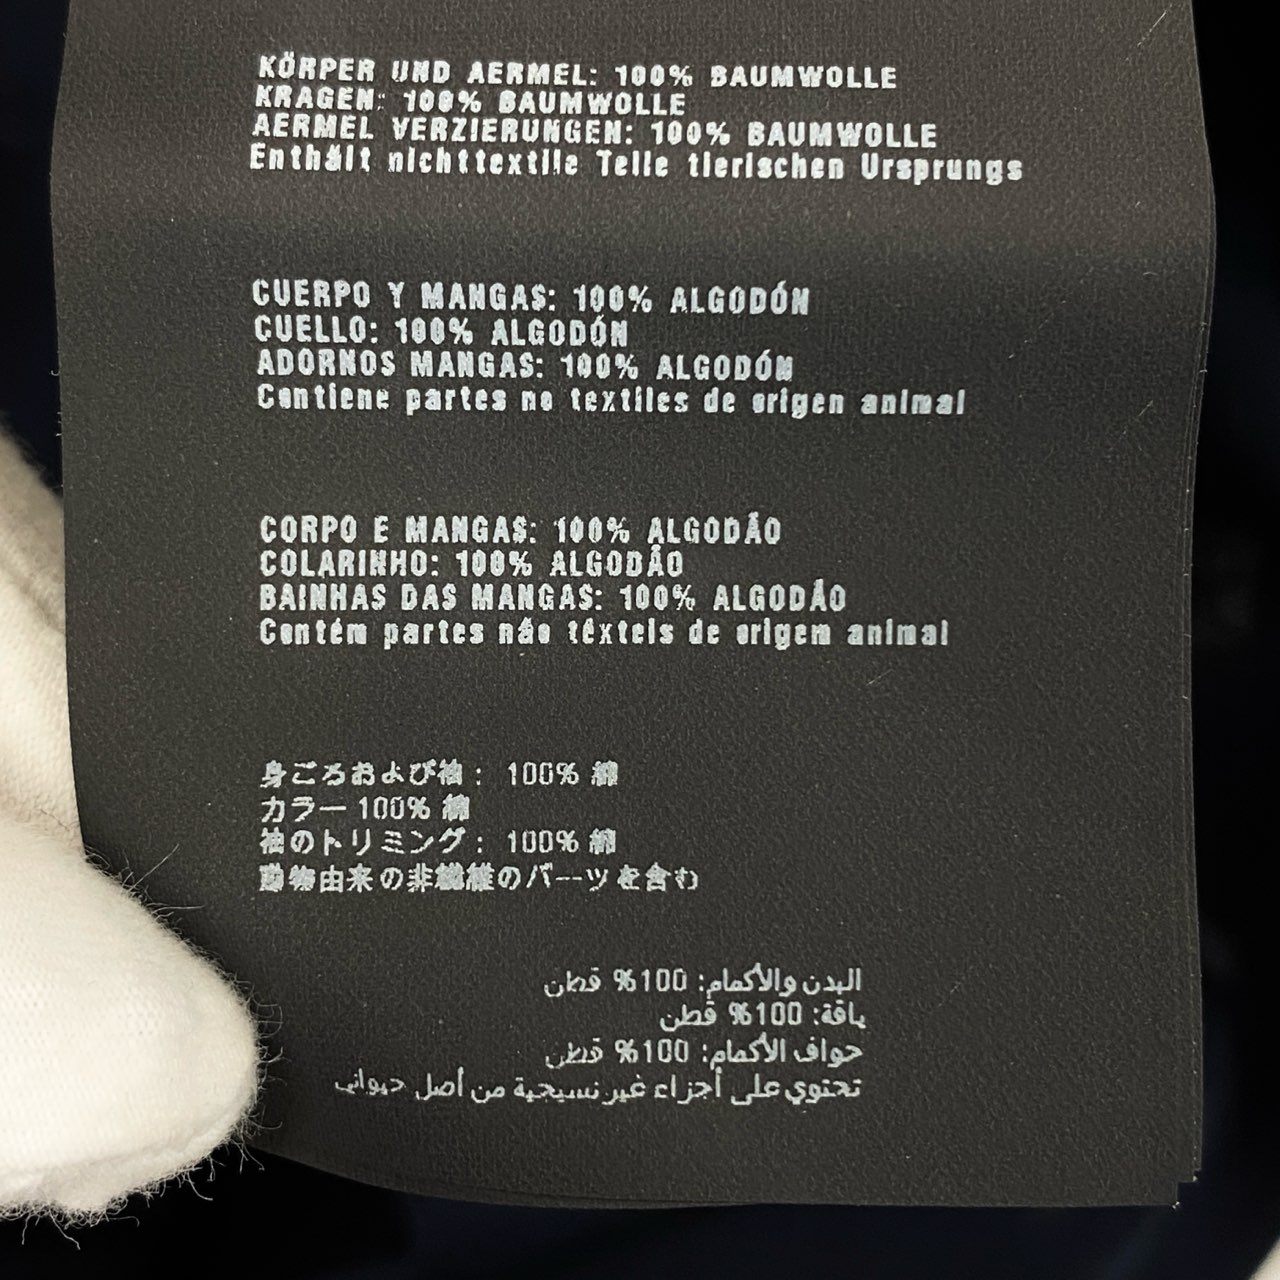 KÖRPER UND AERMEL: 100% BAUMWOLLE
KRAGEN: 100% BAUMWOLLE
AERMEL VERZIERUNGEN: 100% BAUMWOLLE
Enthält nichttextile Teile tierischen Ursprungs
CUERPO Y MANGAS: 100% ALGODÓN
CUELLO: 100% ALGODÓN
ADORNOS MANGAS: 100% ALGODÓN
Contiene partes no textiles de origen animal
CORPO E MANGAS: 100% ALGODÃO
COLARINHO: 100% ALGODÃO
BAINHAS DAS MANGAS: 100% ALGODÃO
Contém partes não têxteis de origem animal
身ごろおよび袖: 100% 綿
カラー 100% 綿
袖のトリミング: 100% 綿
動物由来の非繊維のパーツを含む
البدن والأكمام: 100% قطن
ياقة: 100% قطن
حواف الأكمام: 100% قطن
تحتوي على أجزاء غير نسيجية من أصل حيواني